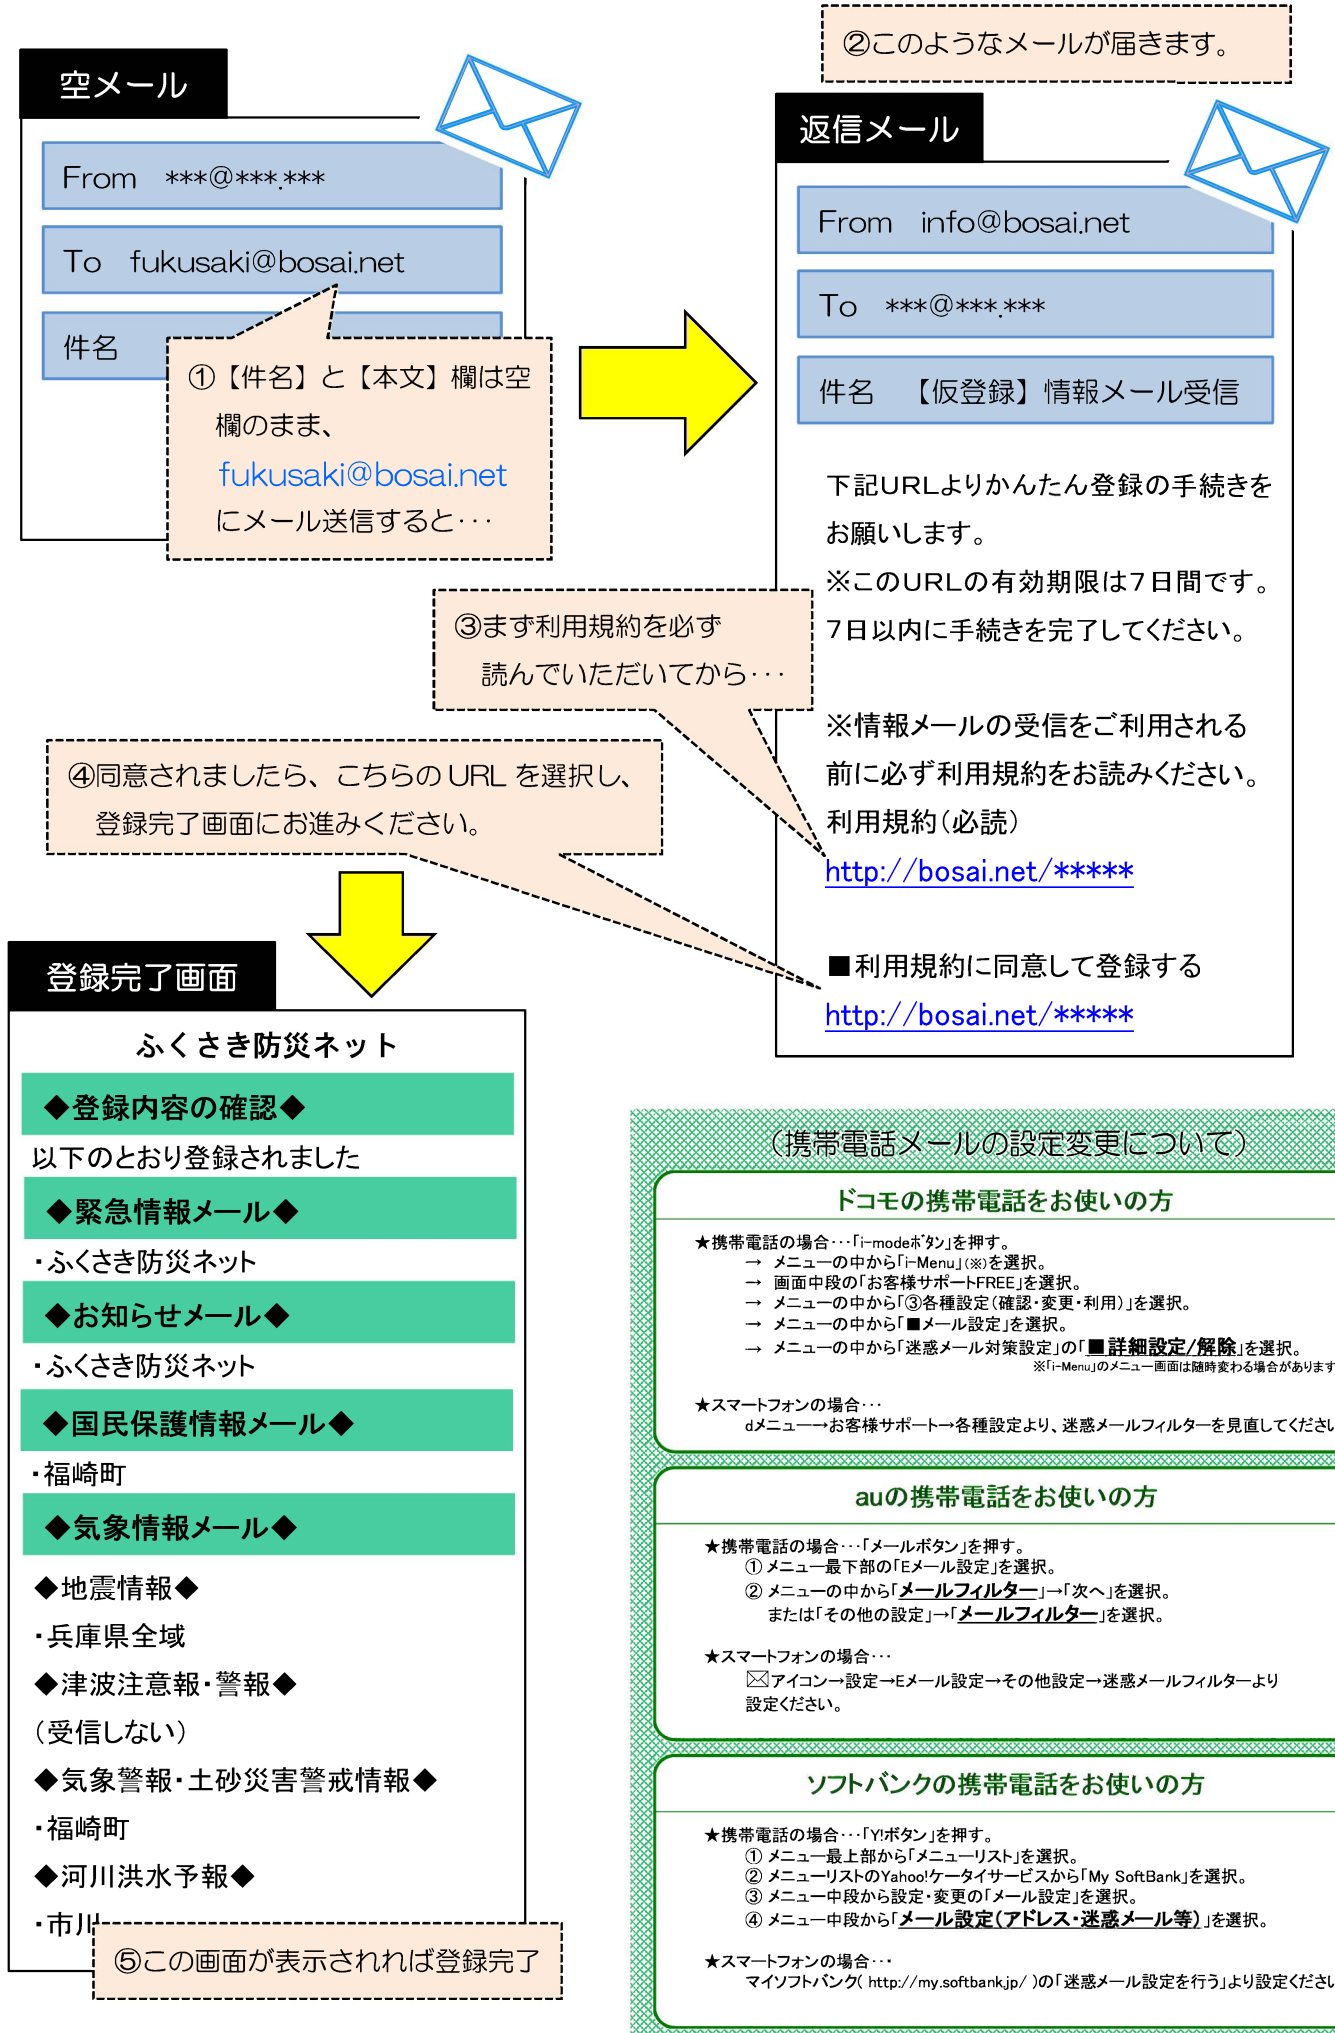 空メール
From ***@***.***
To fukusaki@bosai.net
件名
①【件名】と【本文】欄は空
欄のまま、
fukusaki@bosai.net
にメール送信すると・・・
②このようなメールが届きます。
返信メール
From info@bosai.net
To ***@***.***
件名 【仮登録】情報メール受信
下記URLよりかんたん登録の手続きを
お願いします。
※このURLの有効期限は7日間です。
7日以内に手続きを完了してください。
※情報メールの受信をご利用される
前に必ず利用規約をお読みください。
利用規約(必読)
http://bosai.net/*****
■利用規約に同意して登録する
http://bosai.net/*****
③まず利用規約を必ず
読んでいただいてから・・・
④同意されましたら、こちらの URL を選択し、
登録完了画面にお進みください。
登録完了画面
ふくさき防災ネット
◆登録内容の確認◆
以下のとおり登録されました
◆緊急情報メール◆
・ふくさき防災ネット
◆お知らせメール◆
・ふくさき防災ネット
◆国民保護情報メール◆
・福崎町
◆気象情報メール◆
◆地震情報◆
・兵庫県全域
◆津波注意報・警報◆
(受信しない)
◆気象警報・土砂災害警戒情報◆
・福崎町
◆河川洪水予報◆
・市川
⑤この画面が表示されれば登録完了
(携帯電話メールの設定変更について)
ドコモの携帯電話をお使いの方
★携帯電話の場合・・・「i-modeボタン」を押す。
→ メニューの中から「i-Menu」(※)を選択。
→ 画面中段の「お客様サポートFREE」を選択。
→ メニューの中から「③各種設定(確認・変更・利用)」を選択。
→ メニューの中から「■メール設定」を選択。
→ メニューの中から「迷惑メール対策設定」の「■詳細設定/解除」を選択。
※「i-Menu」のメニュー画面は随時変わる場合があります
★スマートフォンの場合・・・
dメニュー→お客様サポート→各種設定より、迷惑メールフィルターを見直してくださ
auの携帯電話をお使いの方
★携帯電話の場合・・・「メールボタン」を押す。
① メニュー最下部の「Eメール設定」を選択。
② メニューの中から「メールフィルター」→「次へ」を選択。
または「その他の設定」→「メールフィルター」を選択。
★スマートフォンの場合・・・
アイコン→設定→Eメール設定→その他設定→迷惑メールフィルターより
設定ください。
ソフトバンクの携帯電話をお使いの方
★携帯電話の場合・・・「Y!ボタン」を押す。
① メニュー最上部から「メニューリスト」を選択。
② メニューリストのYahoo!ケータイサービスから「My SoftBank」を選択。
③ メニュー中段から設定・変更の「メール設定」を選択。
④ メニュー中段から「メール設定(アドレス・迷惑メール等)」を選択。
★スマートフォンの場合・・・
マイソフトバンク( http://my.softbank.jp/ )の「迷惑メール設定を行う」より設定くださ